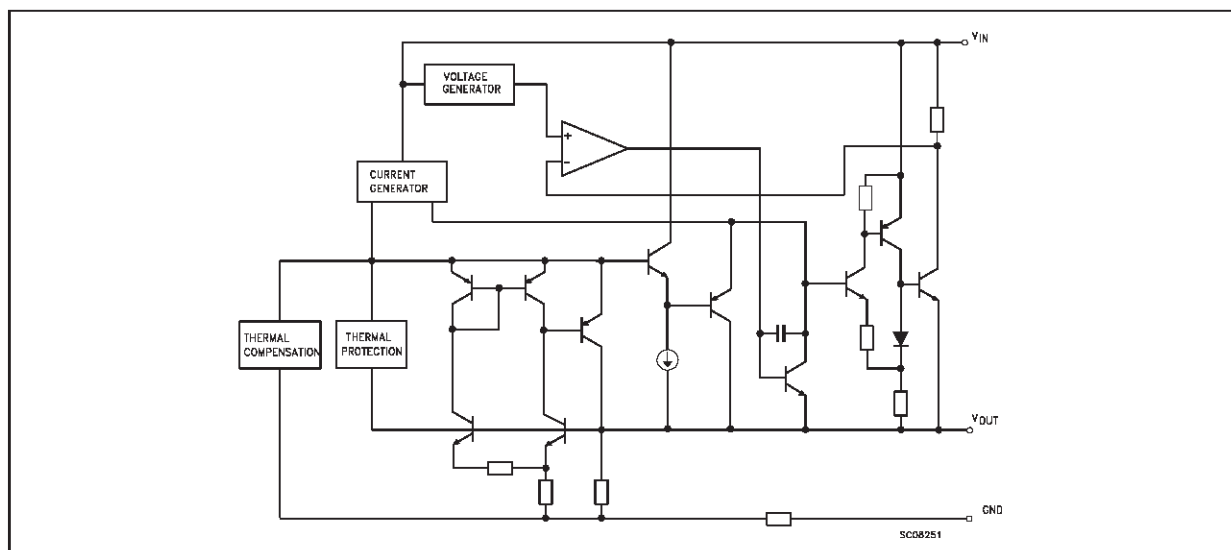 VIN
VOLTAGE
GENERATOR
+
−
CURRENT
GENERATOR
THERMAL
COMPENSATION
THERMAL
PROTECTION
VOUT
GND
SC08251